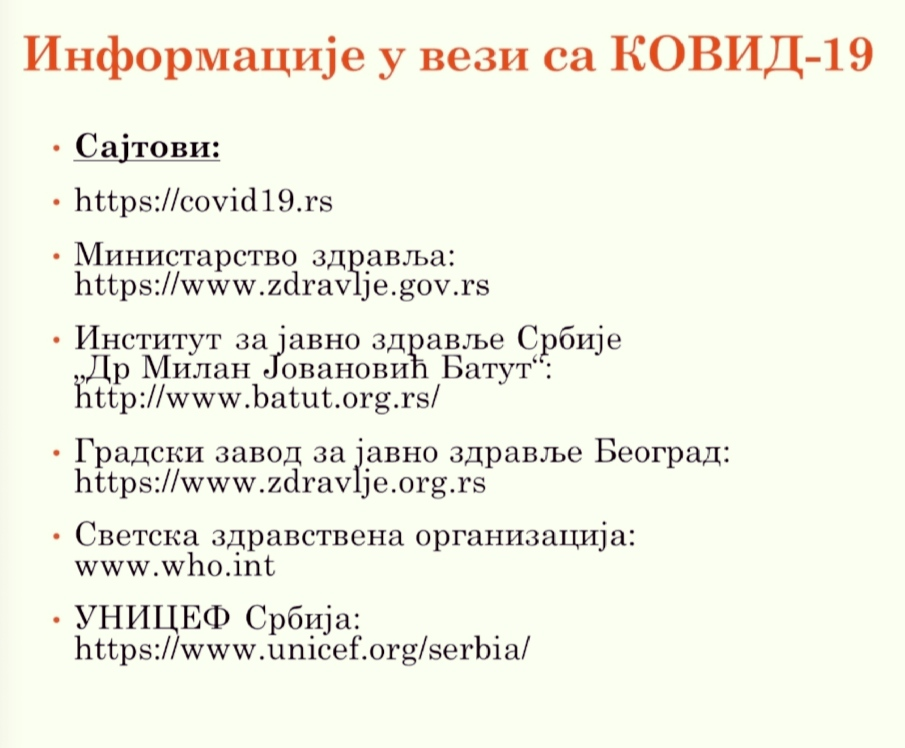 Информације у вези са КОВИД-19
• Сајтови:
• https://covid19.rs
• Министарство здравља:
https://www.zdravlje.gov.rs
• Институт за јавно здравље Србије
„Др Милан Јовановић Батут“:
http://www.batut.org.rs/
• Градски завод за јавно здравље Београд:
https://www.zdravlje.org.rs
• Светска здравствена организација:
www.who.int
• УНИЦЕФ Србија:
https://www.unicef.org/serbia/